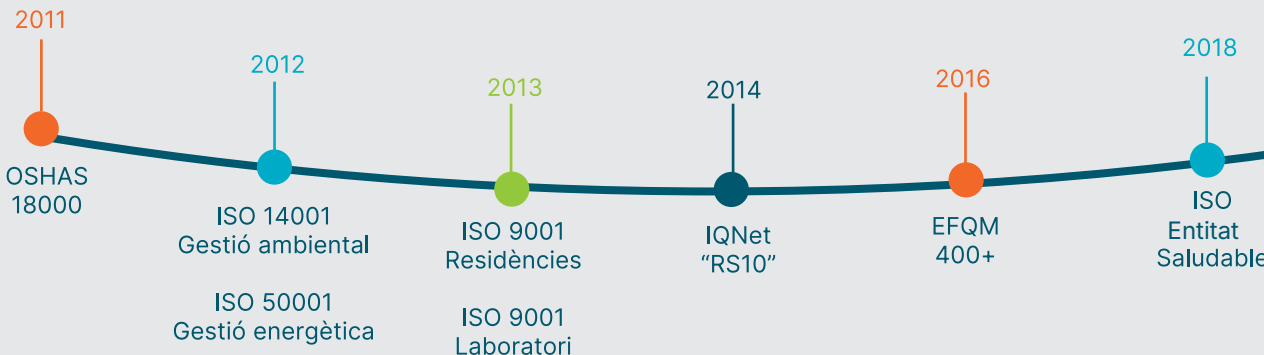 2011
OSHAS
18000
2012
ISO 14001
Gestió ambiental
ISO 50001
Gestió energètica
2013
ISO 9001
Residències
ISO 9001
Laboratori
2014
IQNet
“RS10”
2016
EFQM
400+
2018
ISO
Entitat
Saludable